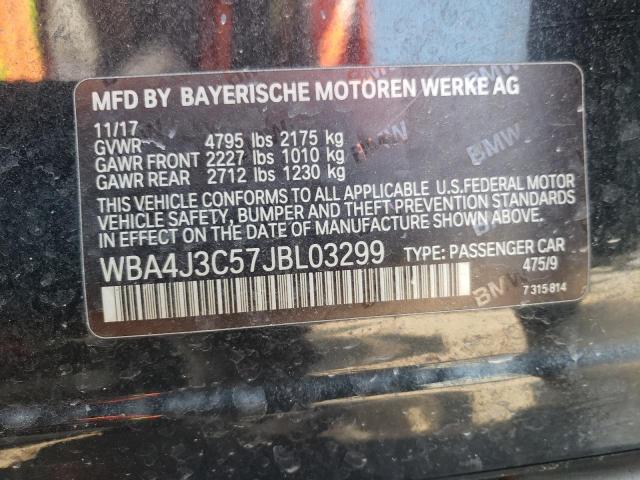 MFD BY BAYERISCHE MOTOREN WERKE AG
11/17
GVWR 4795 lbs 2175 kg
GAWR FRONT 2227 lbs 1010 kg
GAWR REAR 2712 lbs 1230 kg
THIS VEHICLE CONFORMS TO ALL APPLICABLE U.S.FEDERAL MOTOR
VEHICLE SAFETY, BUMPER AND THEFT PREVENTION STANDARDS
IN EFFECT ON THE DATE OF MANUFACTURE SHOWN ABOVE.
WBA4J3C57JBL03299 TYPE: PASSENGER CAR
475/9
7 315 814
BMW
BMW
BMW
BMW